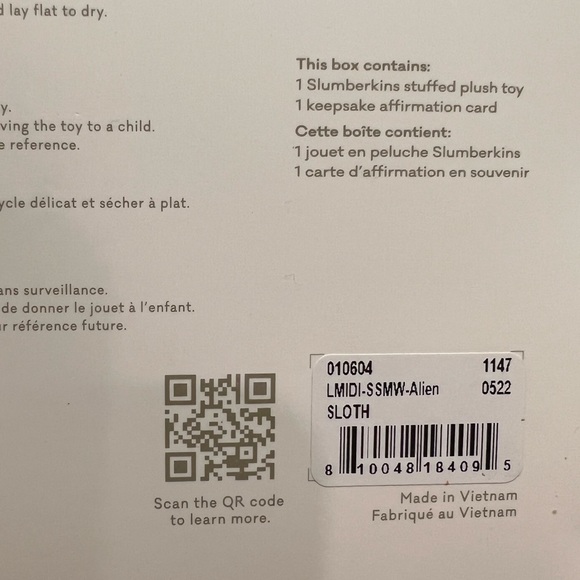 d lay flat to dry.
This box contains:
1 Slumberkins stuffed plush toy
1 keepsake affirmation card
Cette boîte contient:
1 jouet en peluche Slumberkins
1 carte d'affirmation en souvenir
y.
ving the toy to a child.
e reference.
ycle délicat et sécher à plat.
ans surveillance.
de donner le jouet à l'enfant.
ur référence future.
010604 1147
LMIDI-SSMW-Alien 0522
SLOTH
8 10048 18409 5
Scan the QR code
to learn more.
Made in Vietnam
Fabriqué au Vietnam